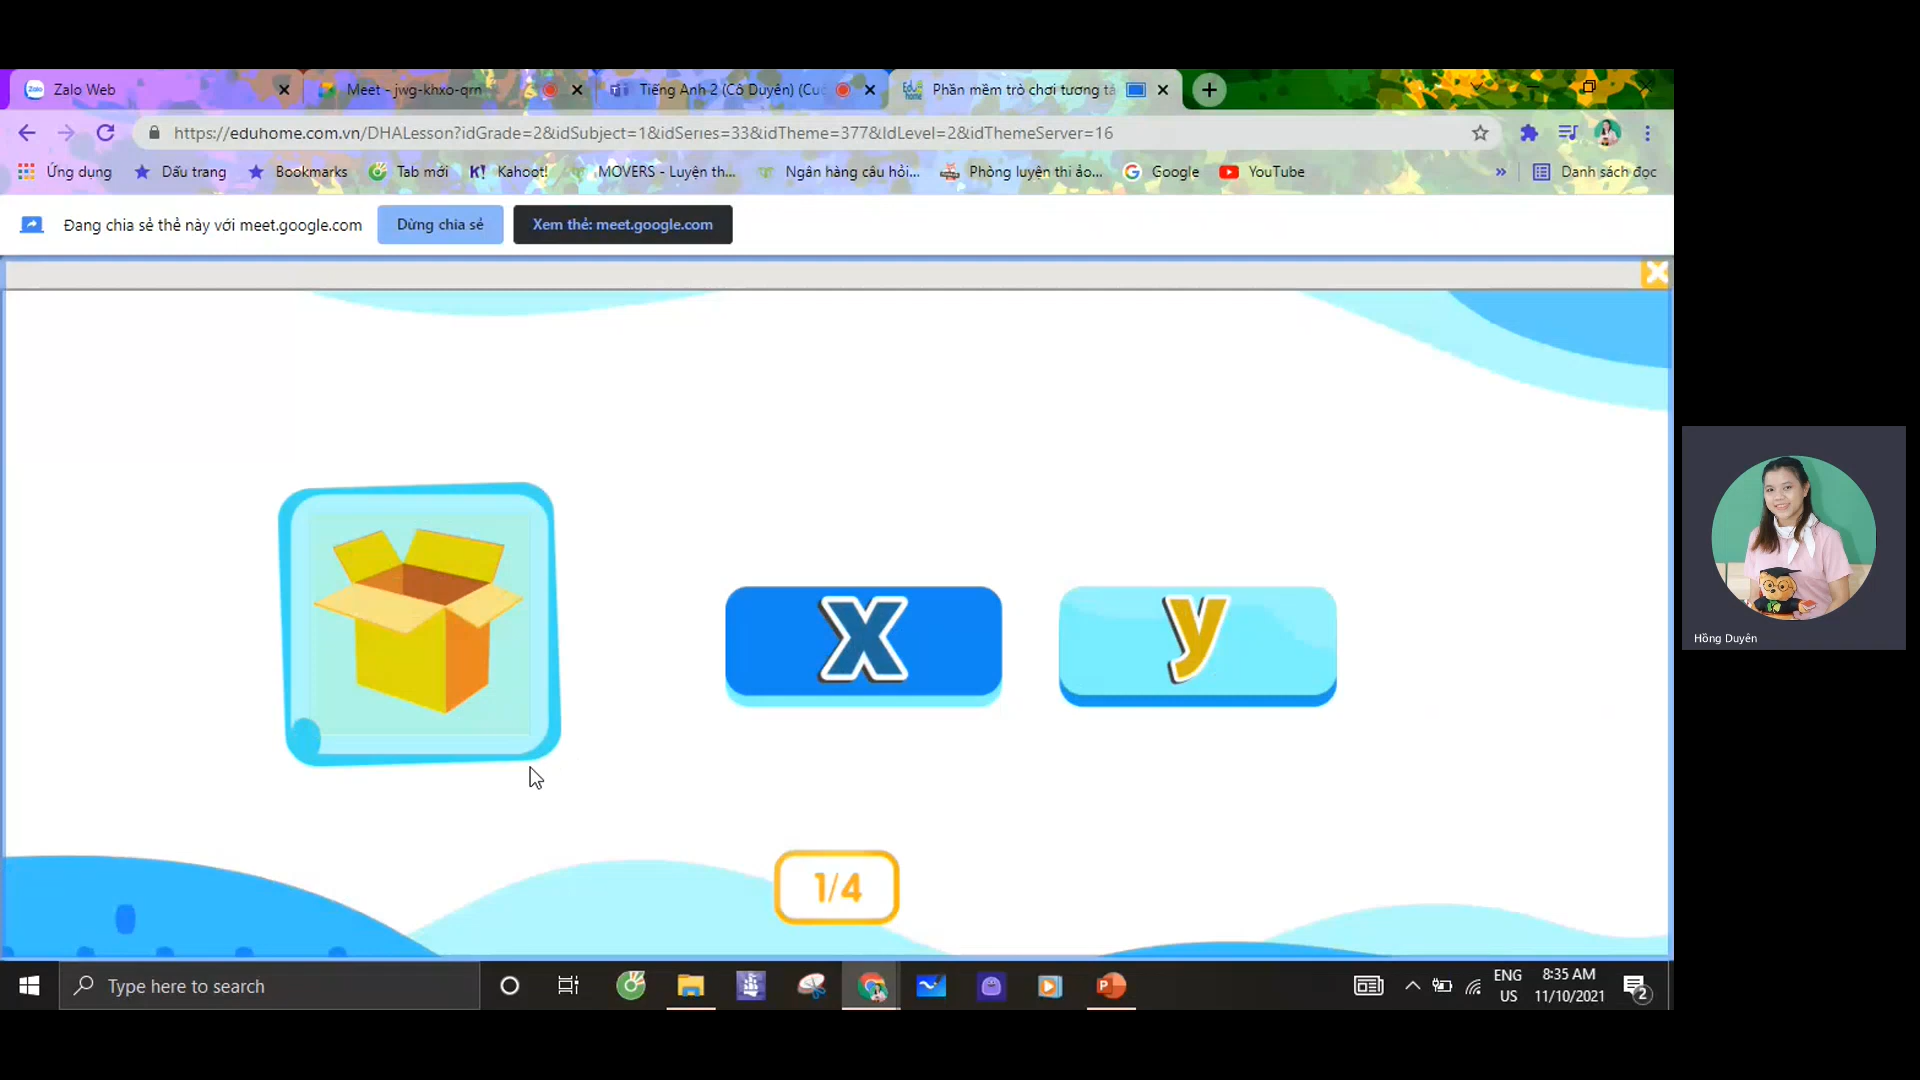 Zalo Web
Meet - jwg-khxo-qrn
Tiếng Anh 2 (Cô Duyên) (Cuộ
Phần mềm trò chơi tương tá
https://eduhome.com.vn/DHALesson?idGrade=2&idSubject=1&idSeries=33&idTheme=377&IdLevel=2&idThemeServer=16
Ứng dụng
Dấu trang
Bookmarks
Tab mới
K! Kahoot!
MOVERS - Luyện th...
Ngân hàng câu hỏi...
Phòng luyện thi ảo...
Google
YouTube
»
Danh sách đọc
Đang chia sẻ thẻ này với meet.google.com
Dừng chia sẻ
Xem thẻ: meet.google.com
x
y
Hồng Duyên
1/4
Type here to search
ENG
US
8:35 AM
11/10/2021
2